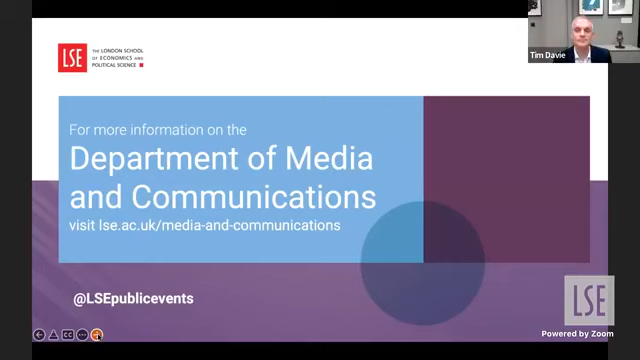 LSE
THE LONDON SCHOOL
OF ECONOMICS AND
POLITICAL SCIENCE
Tim Davie
For more information on the
Department of Media
and Communications
visit lse.ac.uk/media-and-communications
@LSEpublicevents
LSE
Powered by Zoom
CC